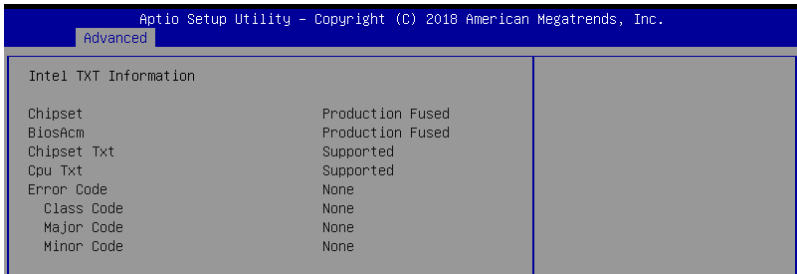 Aptio Setup Utility – Copyright (C) 2018 American Megatrends, Inc.
Advanced
Intel TXT Information
Chipset Production Fused
BiosAcm Production Fused
Chipset Txt Supported
Cpu Txt Supported
Error Code None
Class Code None
Major Code None
Minor Code None